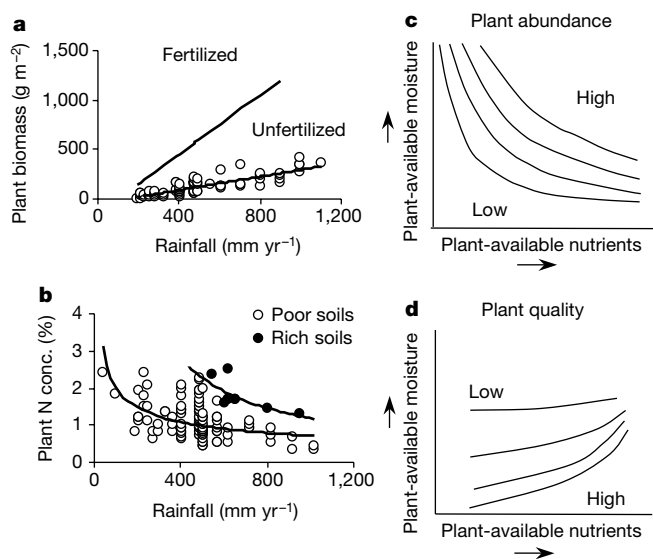 a
Plant biomass (g m⁻²)
1,500
1,000
500
0
Fertilized
Unfertilized
0 400 800 1,200
Rainfall (mm yr⁻¹)
b
Plant N conc. (%)
4
3
2
1
0
Poor soils
Rich soils
0 400 800 1,200
Rainfall (mm yr⁻¹)
c Plant abundance
Plant-available moisture
High
Low
Plant-available nutrients
d Plant quality
Plant-available moisture
Low
High
Plant-available nutrients